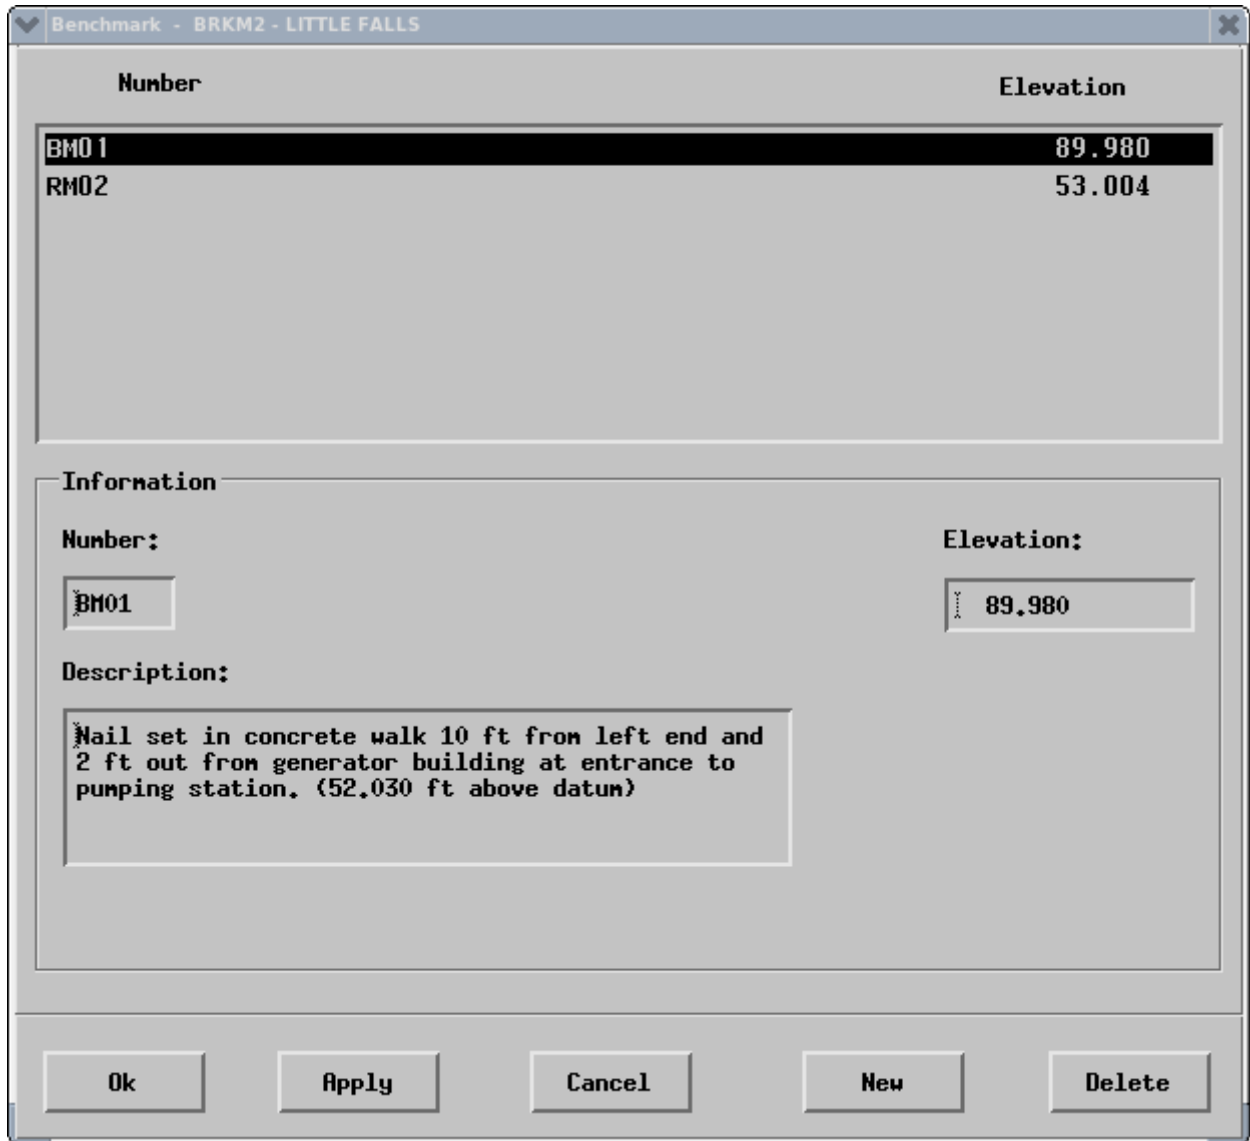 Benchmark - BRKM2 - LITTLE FALLS
Number Elevation
BM01 89.980
RM02 53.004
Information
Number: Elevation:
BM01 89.980
Description:
Nail set in concrete walk 10 ft from left end and
2 ft out from generator building at entrance to
pumping station. (52.030 ft above datum)
Ok Apply Cancel New Delete